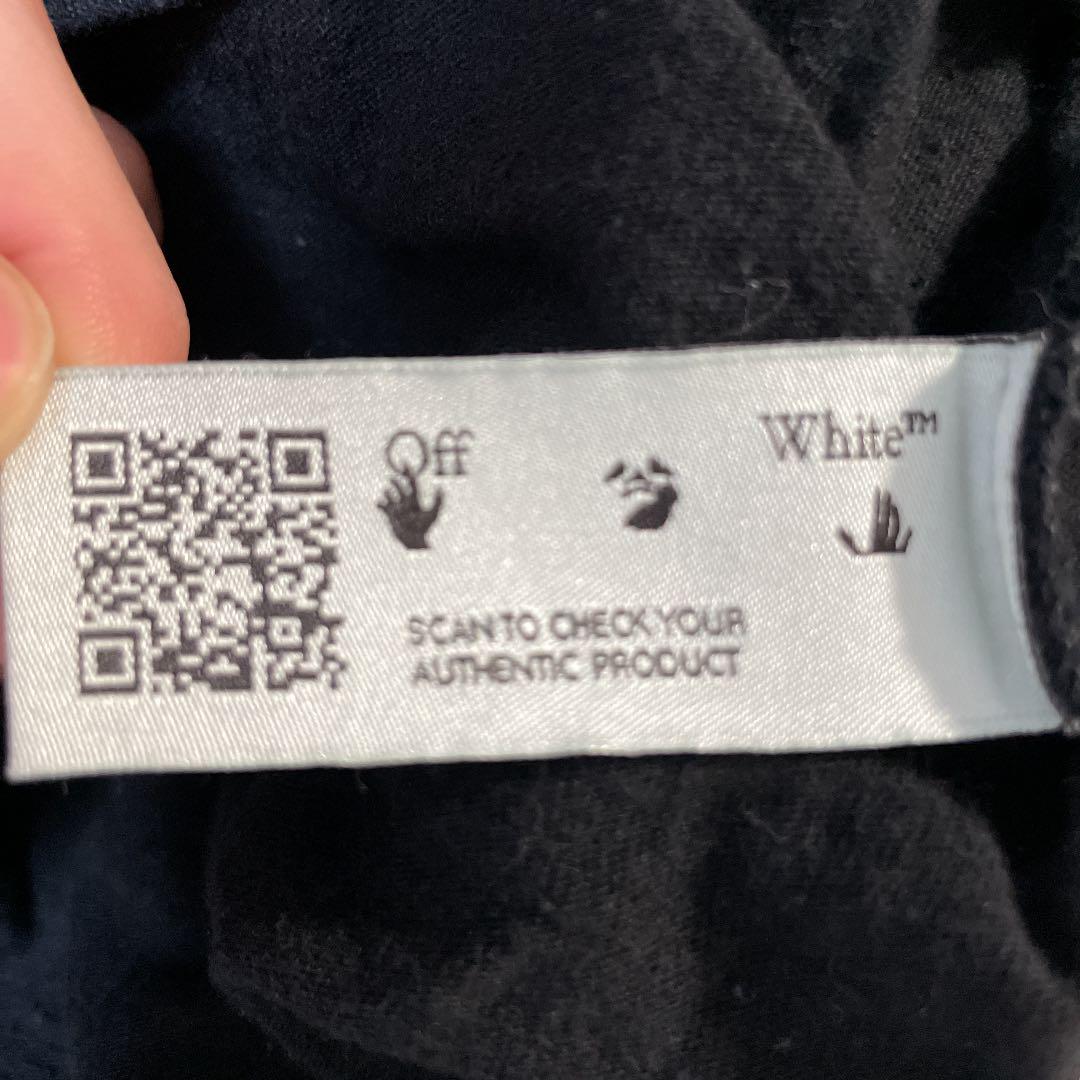 Off White™
SCAN TO CHECK YOUR
AUTHENTIC PRODUCT